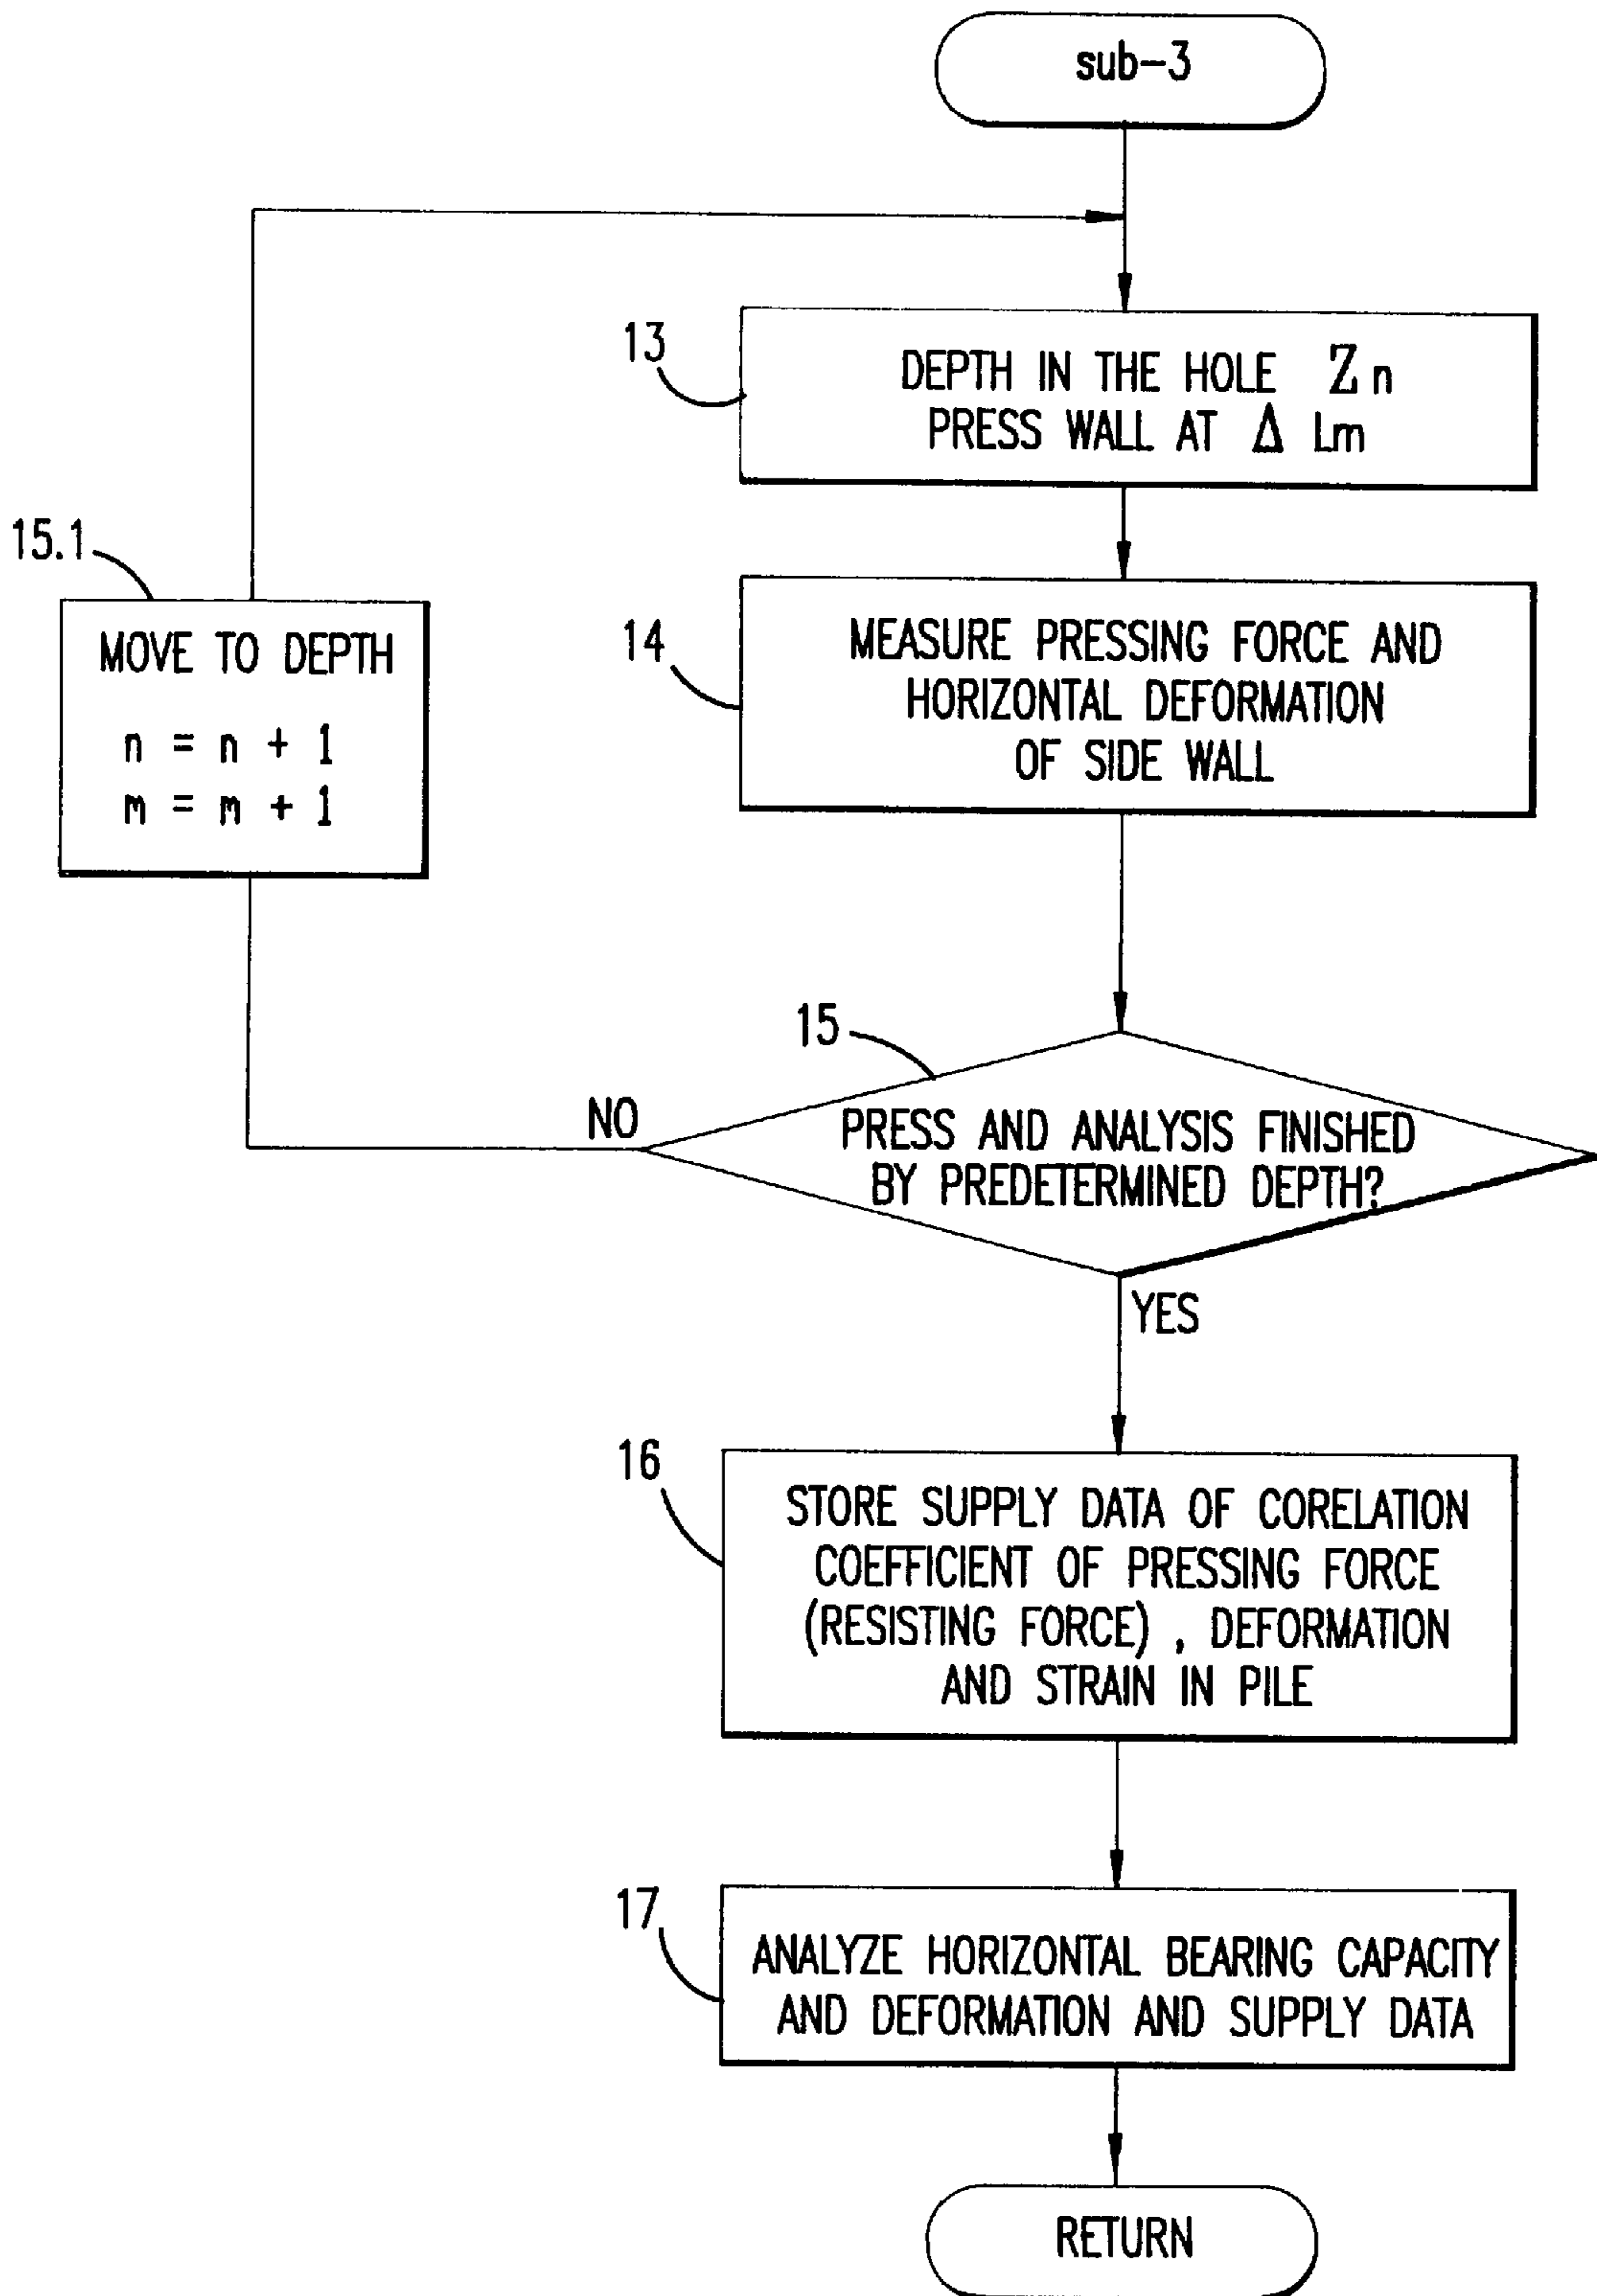 sub-3
13
DEPTH IN THE HOLE Zn
PRESS WALL AT Δ Lm
15.1
MOVE TO DEPTH
n = n + 1
m = m + 1
14
MEASURE PRESSING FORCE AND
HORIZONTAL DEFORMATION
OF SIDE WALL
15
NO
PRESS AND ANALYSIS FINISHED
BY PREDETERMINED DEPTH?
YES
16
STORE SUPPLY DATA OF CORELATION
COEFFICIENT OF PRESSING FORCE
(RESISTING FORCE) , DEFORMATION
AND STRAIN IN PILE
17
ANALYZE HORIZONTAL BEARING CAPACITY
AND DEFORMATION AND SUPPLY DATA
RETURN